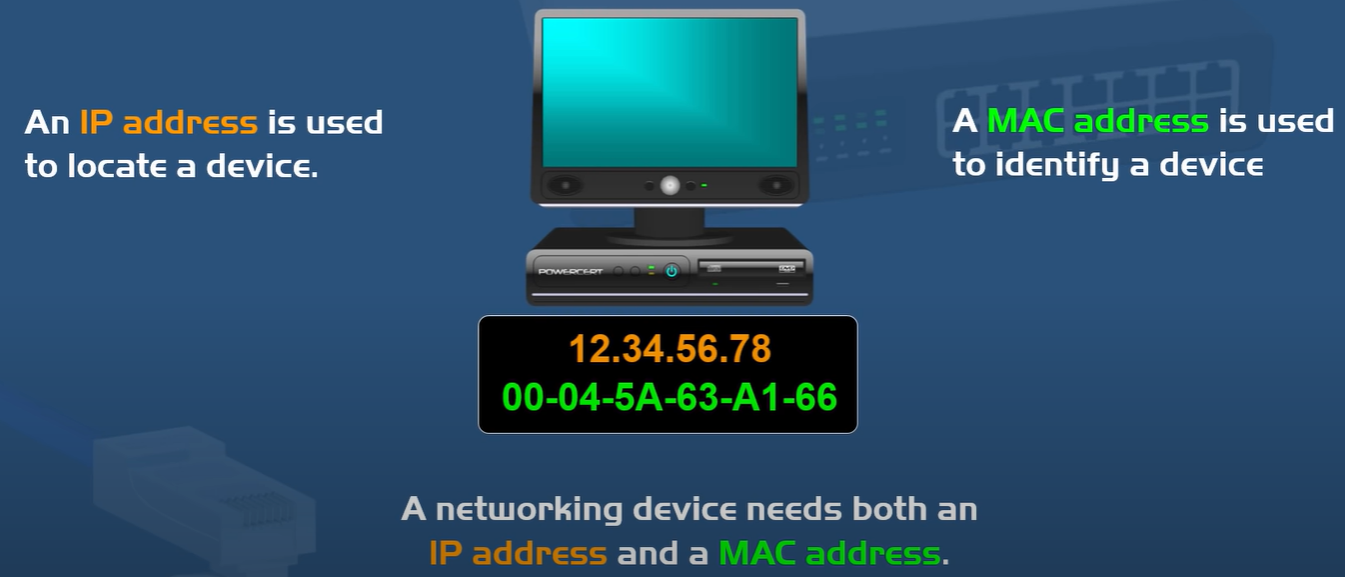 An IP address is used
to locate a device.
A MAC address is used
to identify a device
POWERCERT
12.34.56.78
00-04-5A-63-A1-66
A networking device needs both an
IP address and a MAC address.